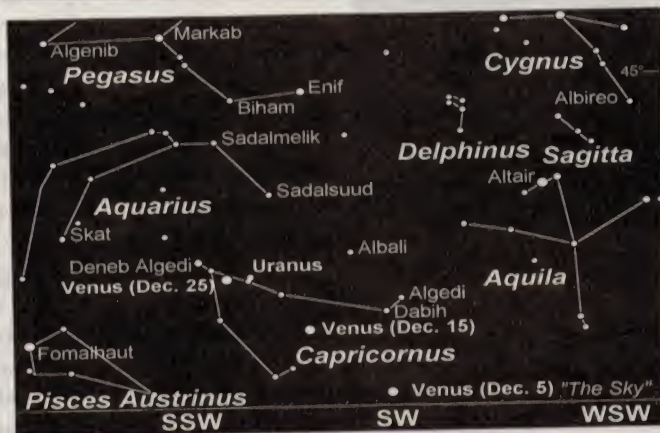 Markab
Algenib
Pegasus
Cygnus
45°
Enif
Biham
Albireo
Sadalmelik
Delphinus
Sagitta
Altair
Sadalsuud
Aquarius
Skat
Albali
Deneb Algedi
Uranus
Aquila
Venus (Dec. 25)
Algedi
Dabih
Venus (Dec. 15)
Fomalhaut
Capricornus
Pisces Austrinus
Venus (Dec. 5) "The Sky"
SSW
SW
WSW